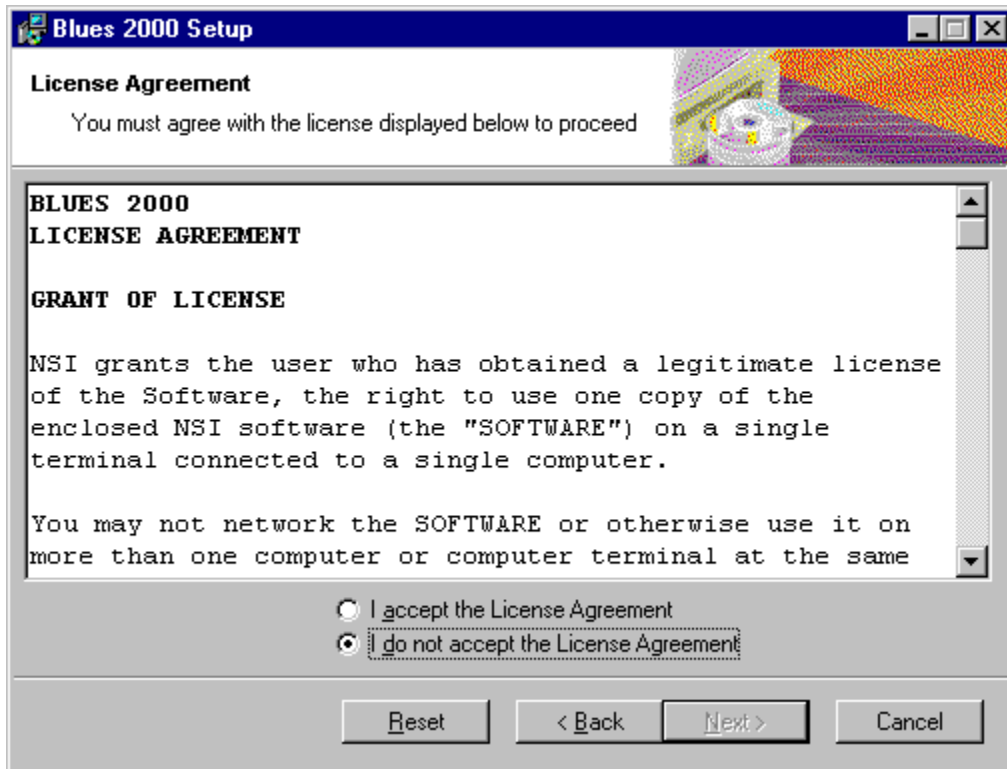 Blues 2000 Setup
License Agreement
You must agree with the license displayed below to proceed
BLUES 2000
LICENSE AGREEMENT
GRANT OF LICENSE
NSI grants the user who has obtained a legitimate license
of the Software, the right to use one copy of the
enclosed NSI software (the "SOFTWARE") on a single
terminal connected to a single computer.
You may not network the SOFTWARE or otherwise use it on
more than one computer or computer terminal at the same
I accept the License Agreement
I do not accept the License Agreement
Reset < Back Next > Cancel